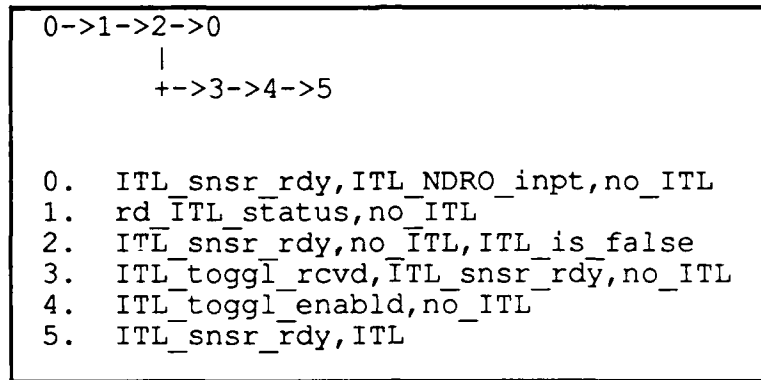 0->1->2->0
|
+->3->4->5
0. ITL_snsr_rdy,ITL_NDRO_inpt,no_ITL
1. rd_ITL_status,no_ITL
2. ITL_snsr_rdy,no_ITL,ITL_is_false
3. ITL_toggl_rcvd,ITL_snsr_rdy,no_ITL
4. ITL_toggl_enabld,no_ITL
5. ITL_snsr_rdy,ITL